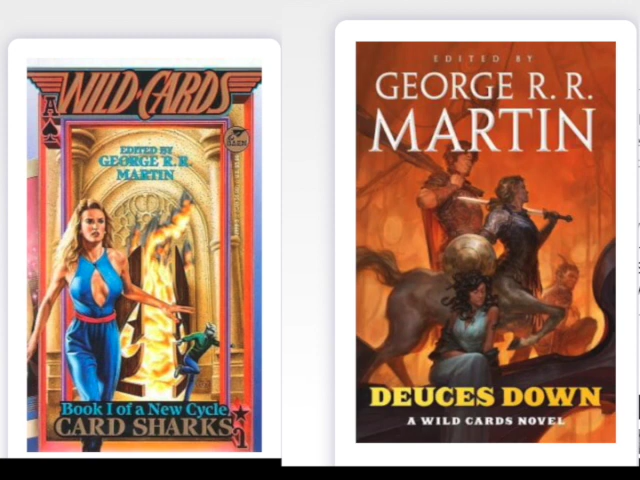 WILD CARDS
A
EDITED BY
GEORGE R. R.
MARTIN
Book I of a New Cycle
CARD SHARKS
EDITED BY
GEORGE R. R.
MARTIN
DEUCES DOWN
A WILD CARDS NOVEL